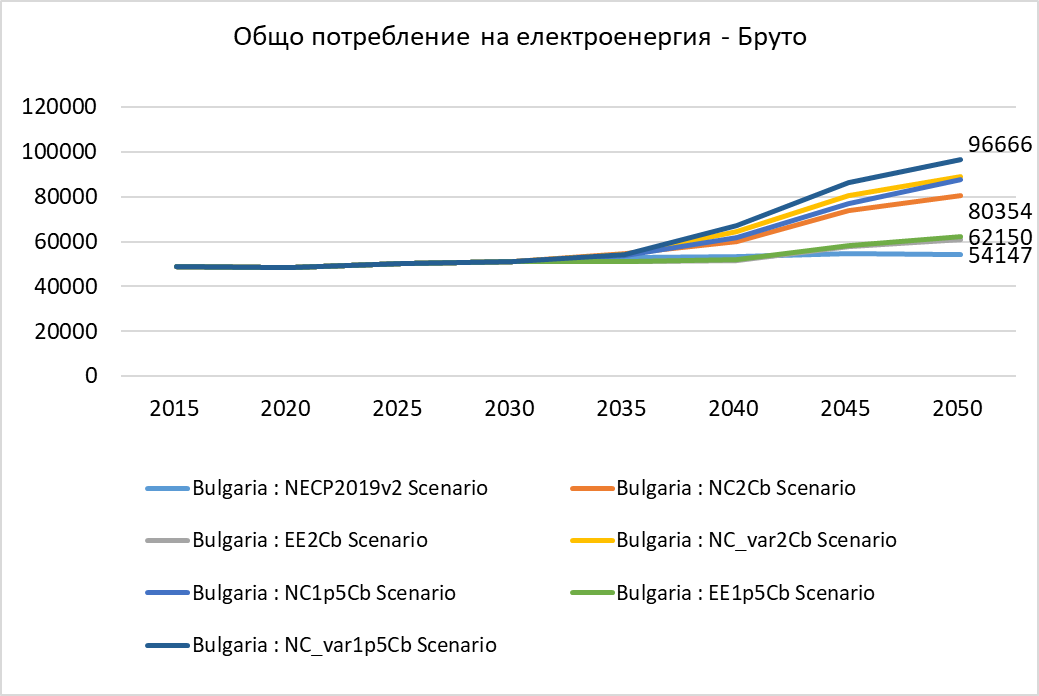 Общо потребление на електроенергия - Бруто
120000
100000
80000
60000
40000
20000
0
96666
80354
62150
54147
2015 2020 2025 2030 2035 2040 2045 2050
Bulgaria : NECP2019v2 Scenario
Bulgaria : NC2Cb Scenario
Bulgaria : EE2Cb Scenario
Bulgaria : NC_var2Cb Scenario
Bulgaria : NC1p5Cb Scenario
Bulgaria : EE1p5Cb Scenario
Bulgaria : NC_var1p5Cb Scenario